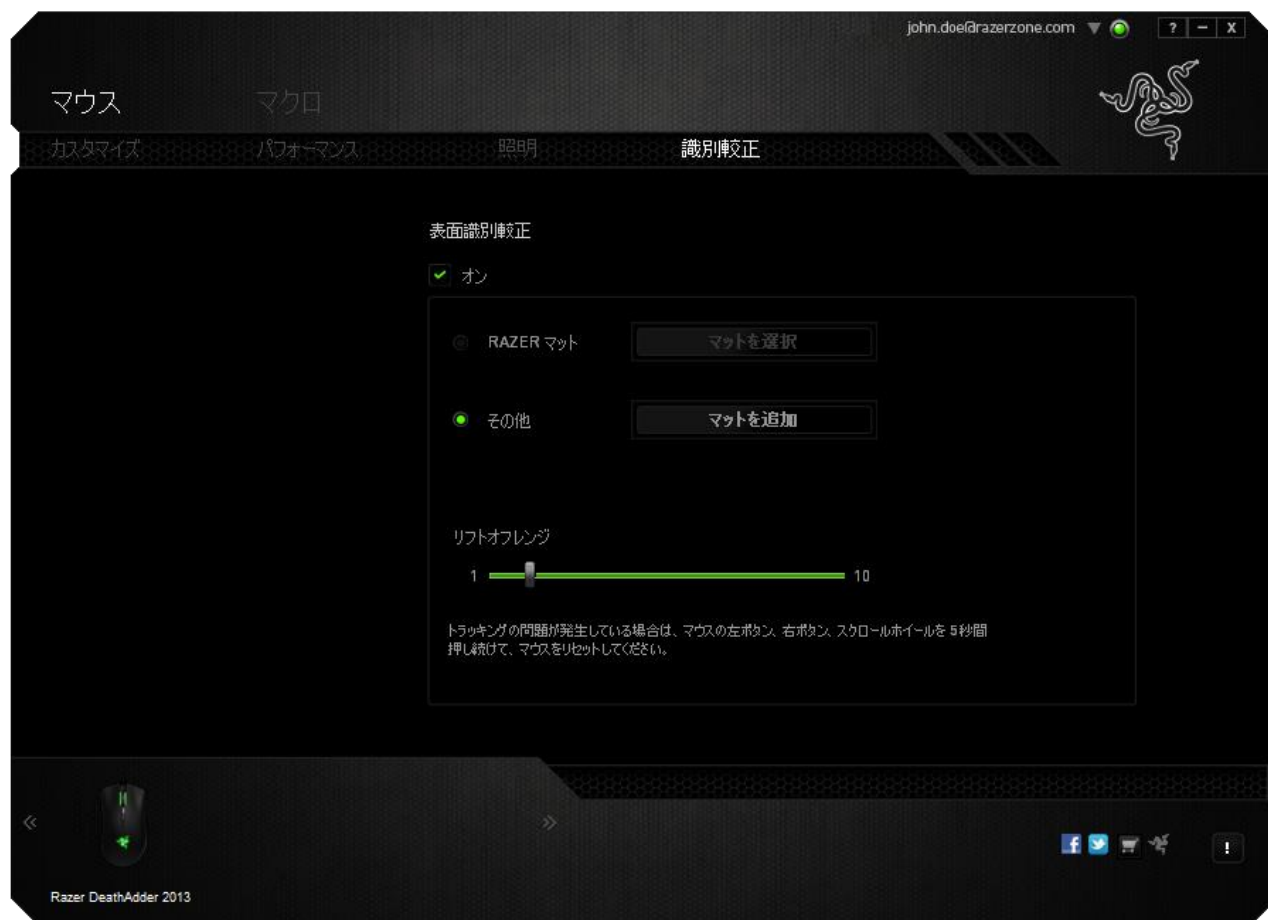 john.doe@razerzone.com
? – X
マウス マクロ
カスタマイズ パフォーマンス 照明 識別較正
表面識別較正
オン
RAZER マット マットを選択
その他 マットを追加
リフトオフレンジ
1 10
トラッキングの問題が発生している場合は、マウスの左ボタン、右ボタン、スクロールホイールを 5 秒間
押し続けて、マウスをリセットしてください。
Razer DeathAdder 2013